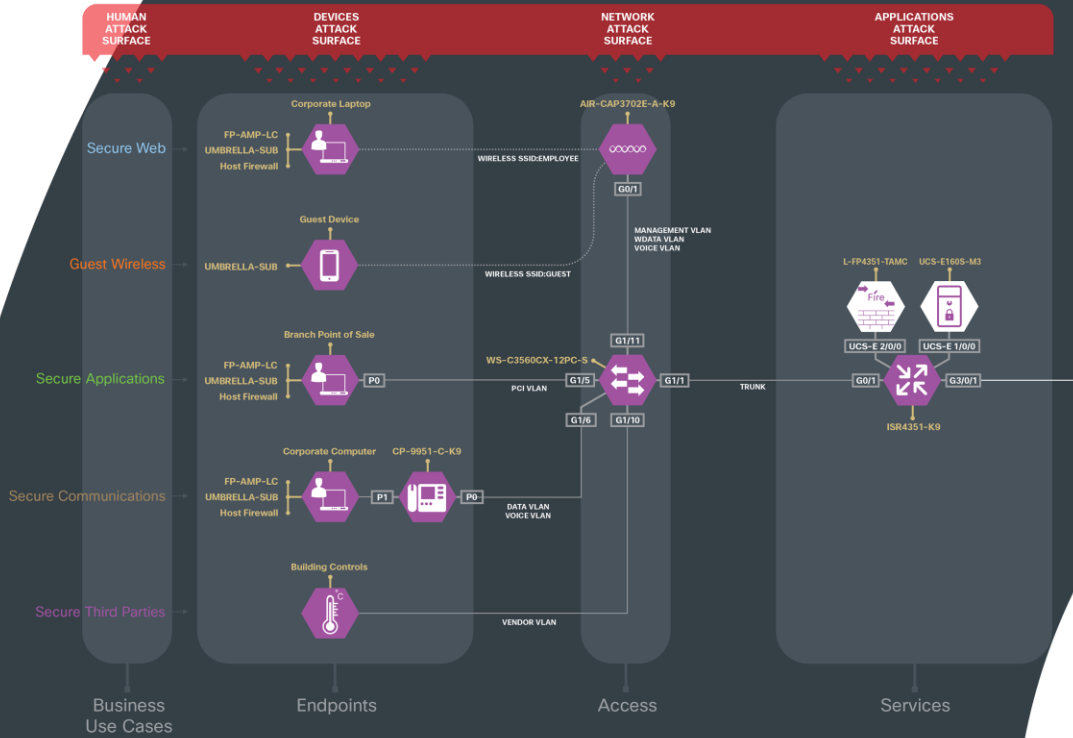 HUMAN
ATTACK
SURFACE
DEVICES
ATTACK
SURFACE
NETWORK
ATTACK
SURFACE
APPLICATIONS
ATTACK
SURFACE
Secure Web
Corporate Laptop
FP-AMP-LC
UMBRELLA-SUB
Host Firewall
WIRELESS SSID:EMPLOYEE
AIR-CAP3702E-A-K9
G0/1
MANAGEMENT VLAN
WDATA VLAN
VOICE VLAN
Guest Wireless
Guest Device
UMBRELLA-SUB
WIRELESS SSID:GUEST
L-FP4351-TAMC
UCS-E160S-M3
Fire
UCS-E 2/0/0
UCS-E 1/0/0
Secure Applications
Branch Point of Sale
FP-AMP-LC
UMBRELLA-SUB
Host Firewall
P0
PCI VLAN
WS-C3560CX-12PC-S
G1/11
G1/5
G1/1
G1/6
G1/10
TRUNK
G0/1
G3/0/1
ISR4351-K9
Secure Communications
Corporate Computer
FP-AMP-LC
UMBRELLA-SUB
Host Firewall
P1
CP-9951-C-K9
P0
DATA VLAN
VOICE VLAN
Secure Third Parties
Building Controls
°C
VENDOR VLAN
Business
Use Cases
Endpoints
Access
Services